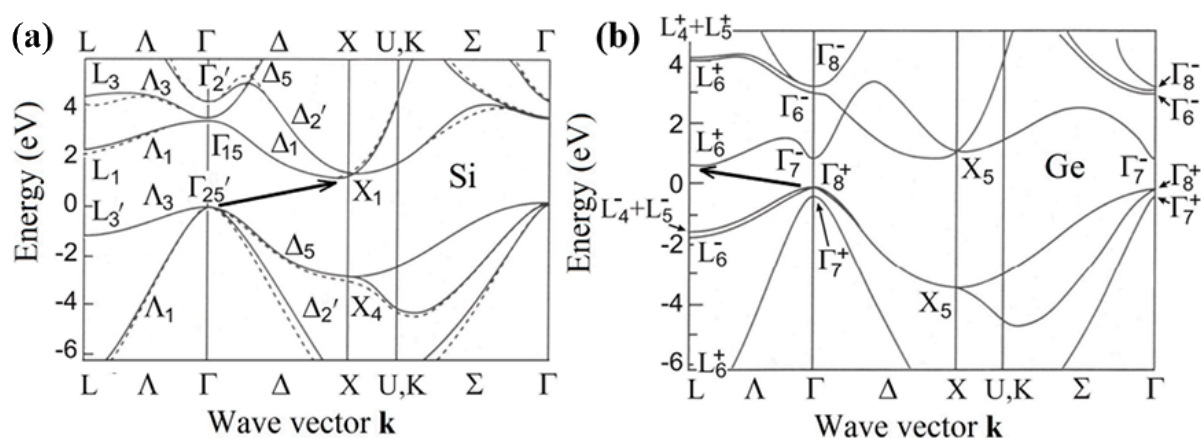 (a)
L Λ Γ Δ X U,K Σ Γ
L₃ Λ₃ Γ₂′ Δ₅
4
Δ₂′
Energy (eV)
2
Λ₁ Γ₁₅ Δ₁
L₁
Γ₂₅′ X₁ Si
0
L₃′ Λ₃
-2
Δ₅
-4
Λ₁ Δ₂′ X₄
-6
L Λ Γ Δ X U,K Σ Γ
Wave vector k
(b)
L₄⁺+L₅⁺
Γ₈⁻ Γ₈⁻
4
L₆⁺
Γ₆⁻ Γ₆⁻
Energy (eV)
2
L₆⁺
Γ₇⁻ Γ₈⁺ X₅ Ge Γ₇⁻ Γ₈⁺
0
Γ₇⁺
L₄⁻+L₅⁻
-2
L₆⁻ Γ₇⁺
X₅
-4
-6
L₆⁺
L Λ Γ Δ X U,K Σ Γ
Wave vector k